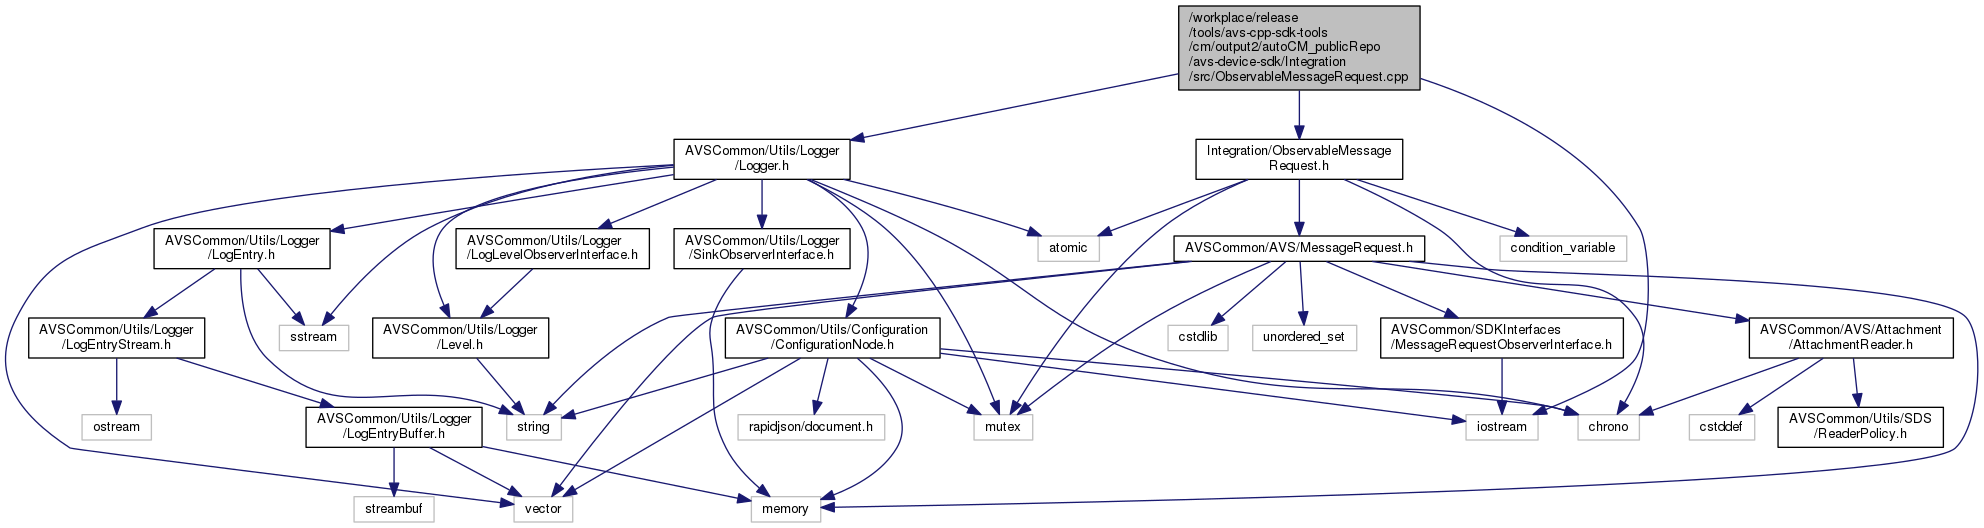 /workplace/release
/tools/avs-cpp-sdk-tools
/cm/output2/autoCM_publicRepo
/avs-device-sdk/Integration
/src/ObservableMessageRequest.cpp
AVSCommon/Utils/Logger
/Logger.h
Integration/ObservableMessage
Request.h
AVSCommon/Utils/Logger
/LogEntry.h
AVSCommon/Utils/Logger
/LogLevelObserverInterface.h
AVSCommon/Utils/Logger
/SinkObserverInterface.h
atomic
AVSCommon/AVS/MessageRequest.h
condition_variable
AVSCommon/Utils/Logger
/LogEntryStream.h
sstream
AVSCommon/Utils/Logger
/Level.h
AVSCommon/Utils/Configuration
/ConfigurationNode.h
cstdlib
unordered_set
AVSCommon/SDKInterfaces
/MessageRequestObserverInterface.h
AVSCommon/AVS/Attachment
/AttachmentReader.h
ostream
AVSCommon/Utils/Logger
/LogEntryBuffer.h
string
rapidjson/document.h
mutex
iostream
chrono
cstddef
AVSCommon/Utils/SDS
/ReaderPolicy.h
streambuf
vector
memory